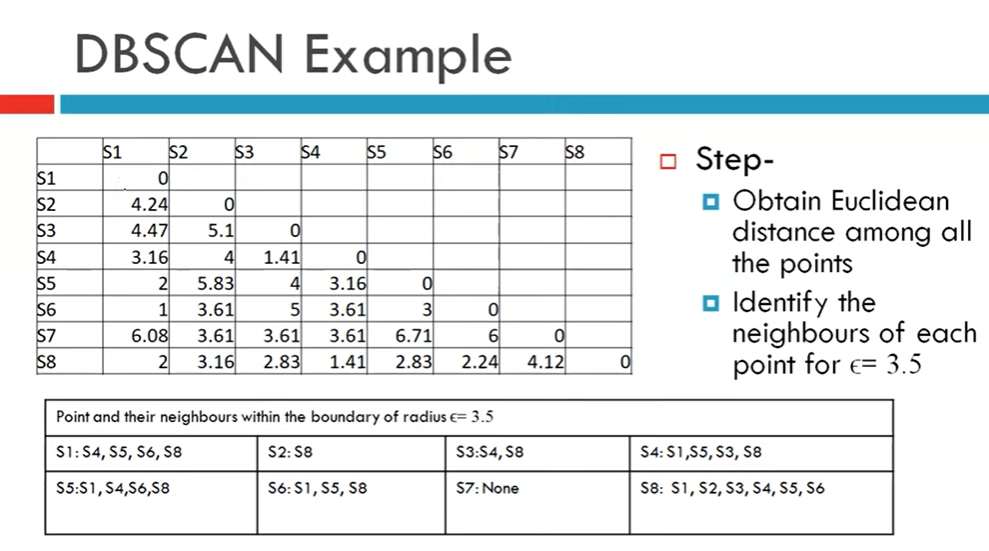 DBSCAN Example
S1 S2 S3 S4 S5 S6 S7 S8
S1 0
S2 4.24 0
S3 4.47 5.1 0
S4 3.16 4 1.41 0
S5 2 5.83 4 3.16 0
S6 1 3.61 5 3.61 3 0
S7 6.08 3.61 3.61 3.61 6.71 6 0
S8 2 3.16 2.83 1.41 2.83 2.24 4.12 0
Step-
Obtain Euclidean
distance among all
the points
Identify the
neighbours of each
point for ϵ= 3.5
Point and their neighbours within the boundary of radius ϵ= 3.5
S1: S4, S5, S6, S8 S2: S8 S3:S4, S8 S4: S1,S5, S3, S8
S5:S1, S4,S6,S8 S6: S1, S5, S8 S7: None S8: S1, S2, S3, S4, S5, S6